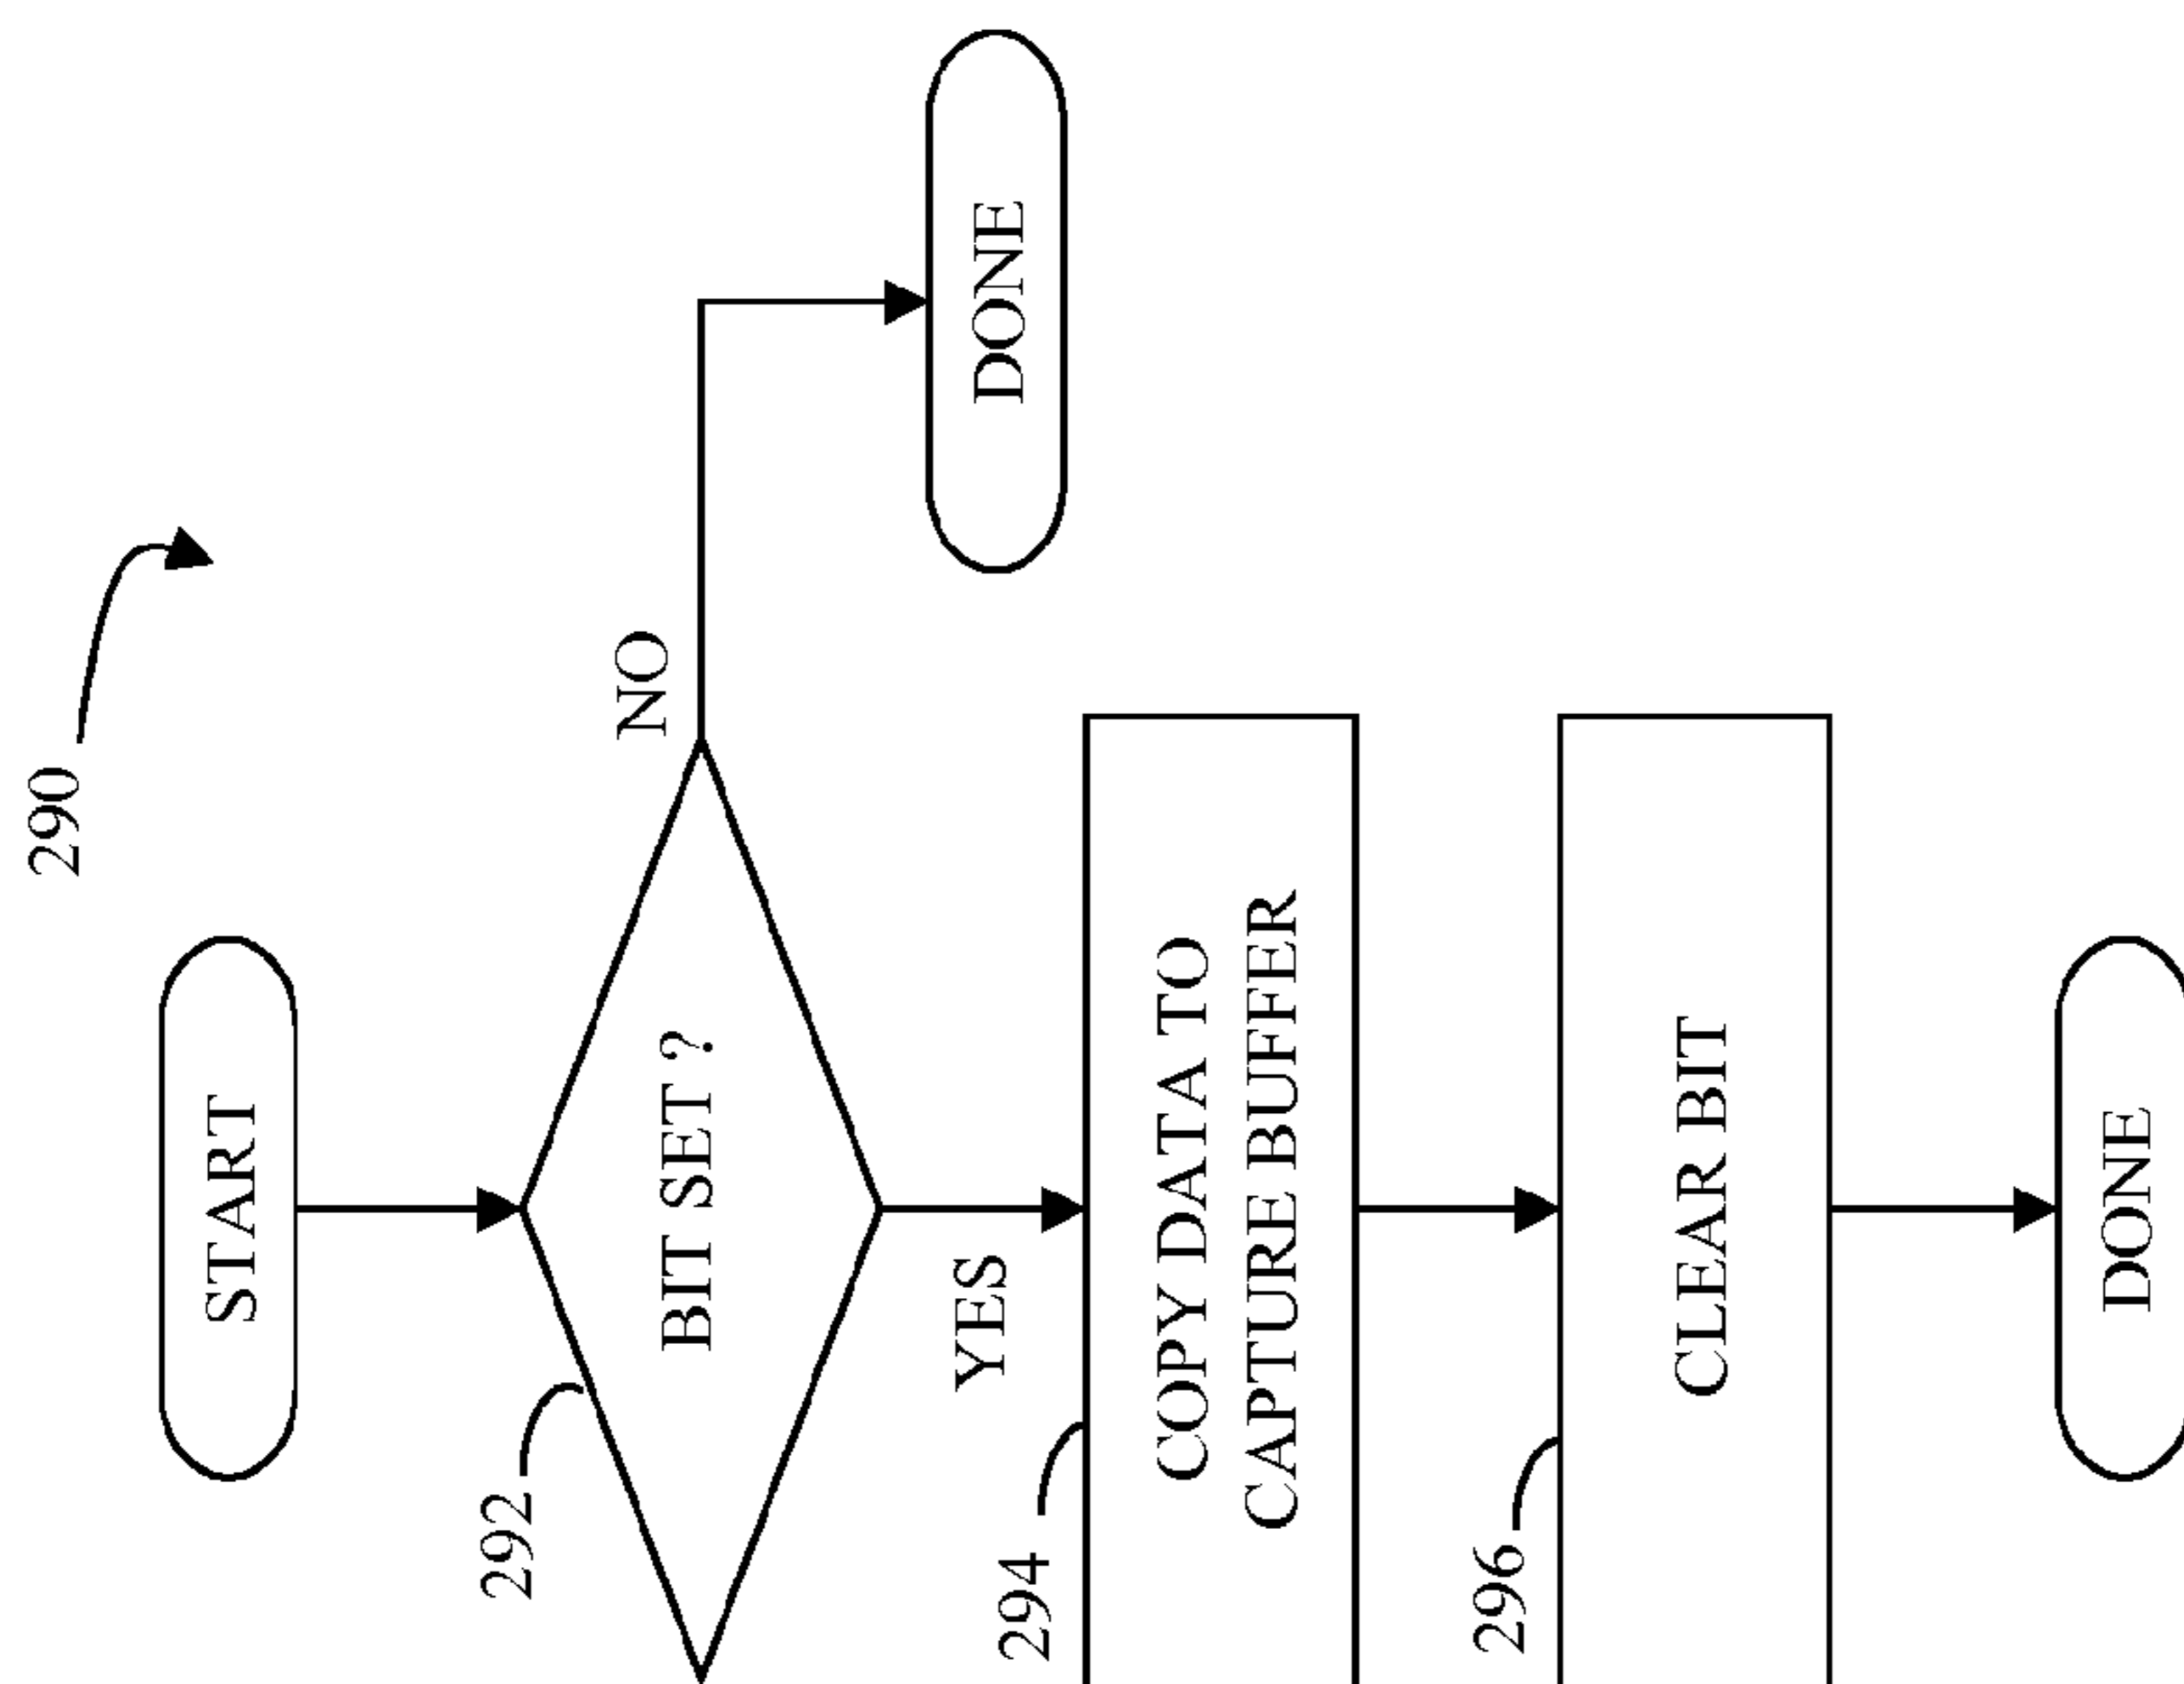 290
START
292
BIT SET ?
NO
DONE
YES
294
COPY DATA TO
CAPTURE BUFFER
296
CLEAR BIT
DONE